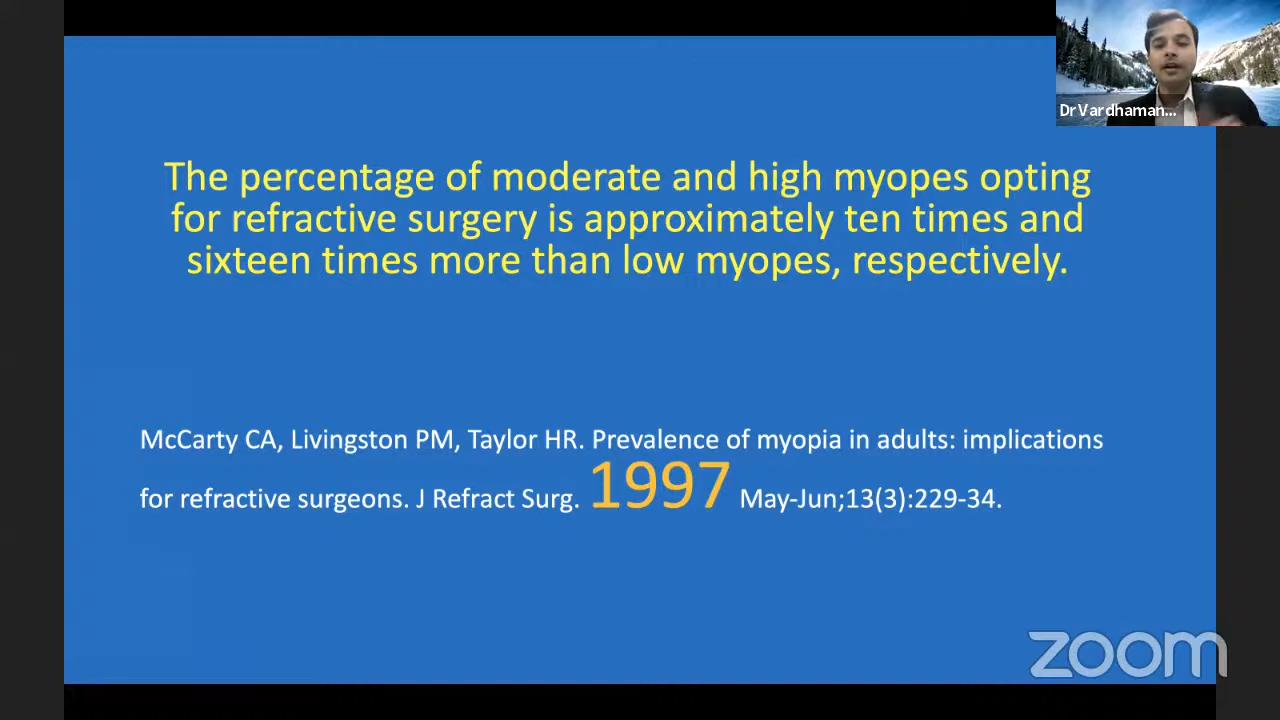 Dr Vardhaman...
The percentage of moderate and high myopes opting
for refractive surgery is approximately ten times and
sixteen times more than low myopes, respectively.
McCarty CA, Livingston PM, Taylor HR. Prevalence of myopia in adults: implications
for refractive surgeons. J Refract Surg. 1997 May-Jun;13(3):229-34.
zoom